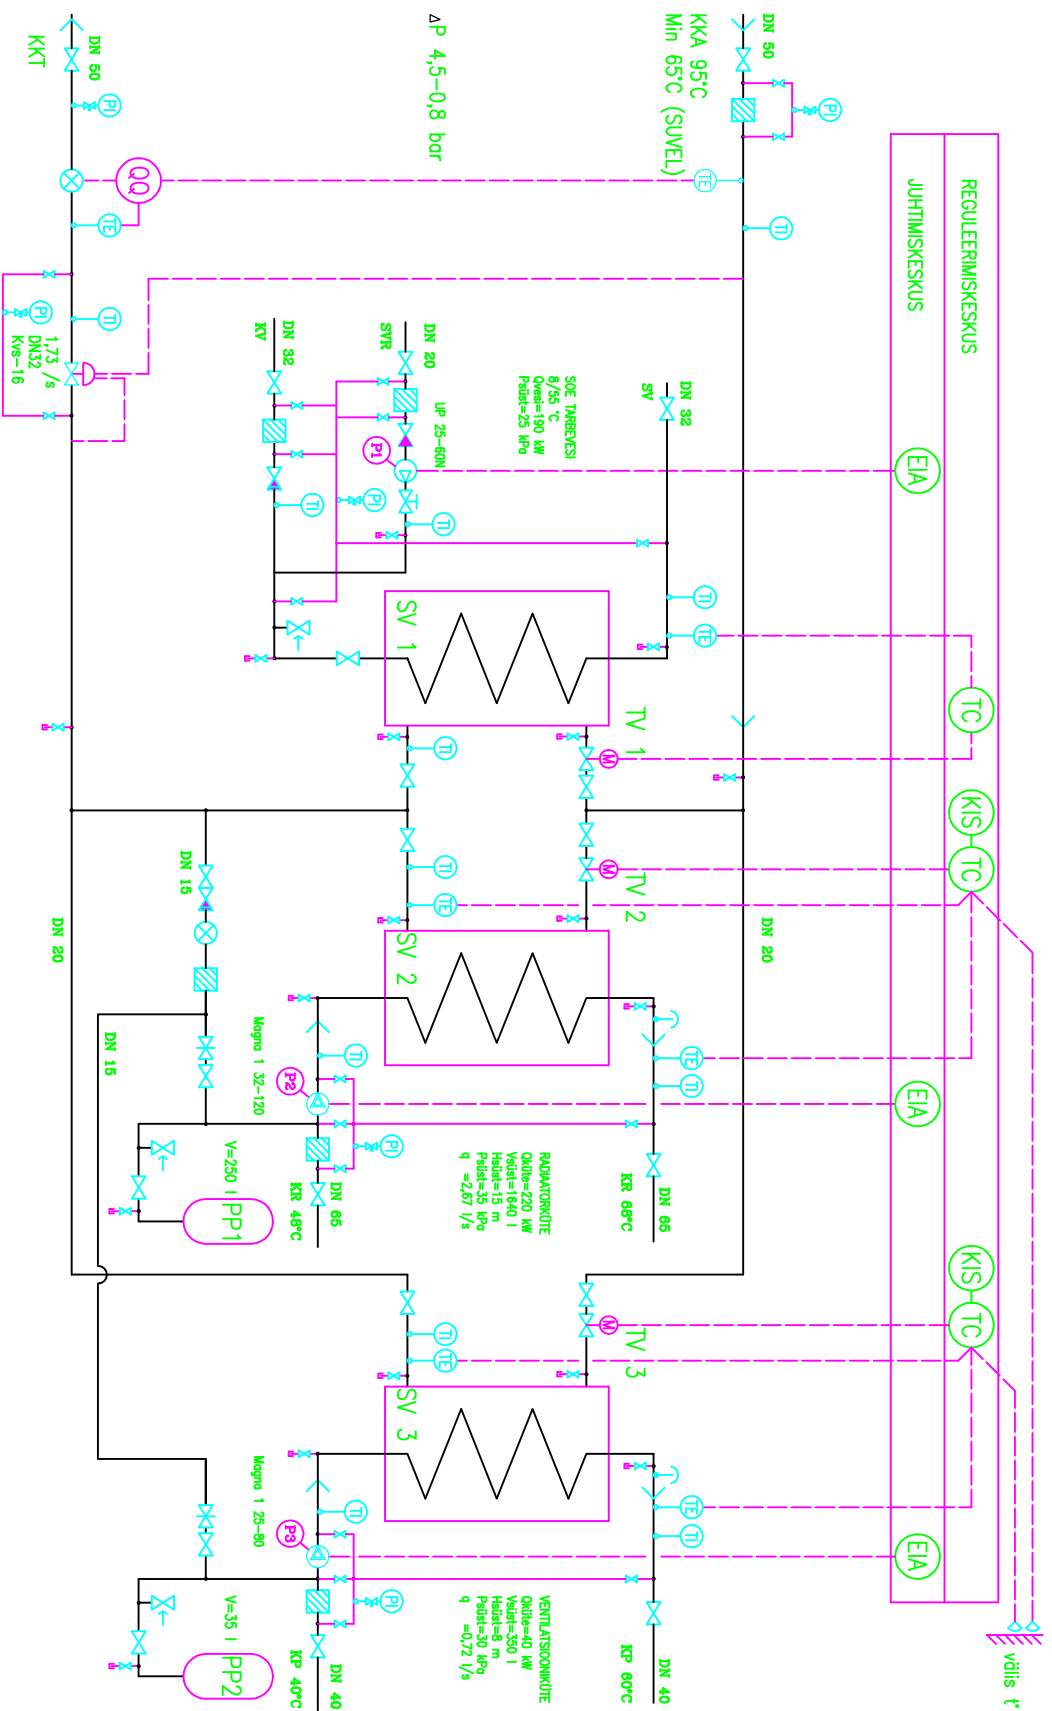 välis t°
REGULEERIMISKESKUS
TC
KIS
TC
KIS
TC
JUHTIMISKESKUS
EIA
EIA
EIA
PI
DN 50
TI
DN 20
KKA 95°C
Min 65°C (SUVEL)
TE
DN 32
SV
TI
TE
TV 1
M
TV 2
M
TE
TI
DN 65
KR 68°C
TV 3
M
TE
TI
DN 40
KP 60°C
SOE TARBEVESI
8/55 °C
Qvesi=190 kW
Psüst=25 kPa
RADIAATORKÜTE
Qküte=220 kW
Vsüst=1640 l
Hsüst=15 m
Psüst=35 kPa
q =2,67 l/s
VENTILATSIOONIKÜTE
Qküte=40 kW
Vsüst=350 l
Hsüst=8 m
Psüst=30 kPa
q =0,72 l/s
△P 4,5-0,8 bar
DN 20
SVR
UP 25-60N
P1
TI
PI
SV 1
TI
TI
TE
SV 2
TI
TE
SV 3
DN 32
KV
TI
TI
PI
P2
Magna 1 32-120
DN 65
KR 48°C
TI
PI
P3
Magna 1 25-80
DN 40
KP 40°C
V=250 l
PP1
V=35 l
PP2
DN 15
DN 15
DN 50
KKT
PI
QQ
TE
TI
PI
1,73 /s
DN32
Kvs-16
DN 20